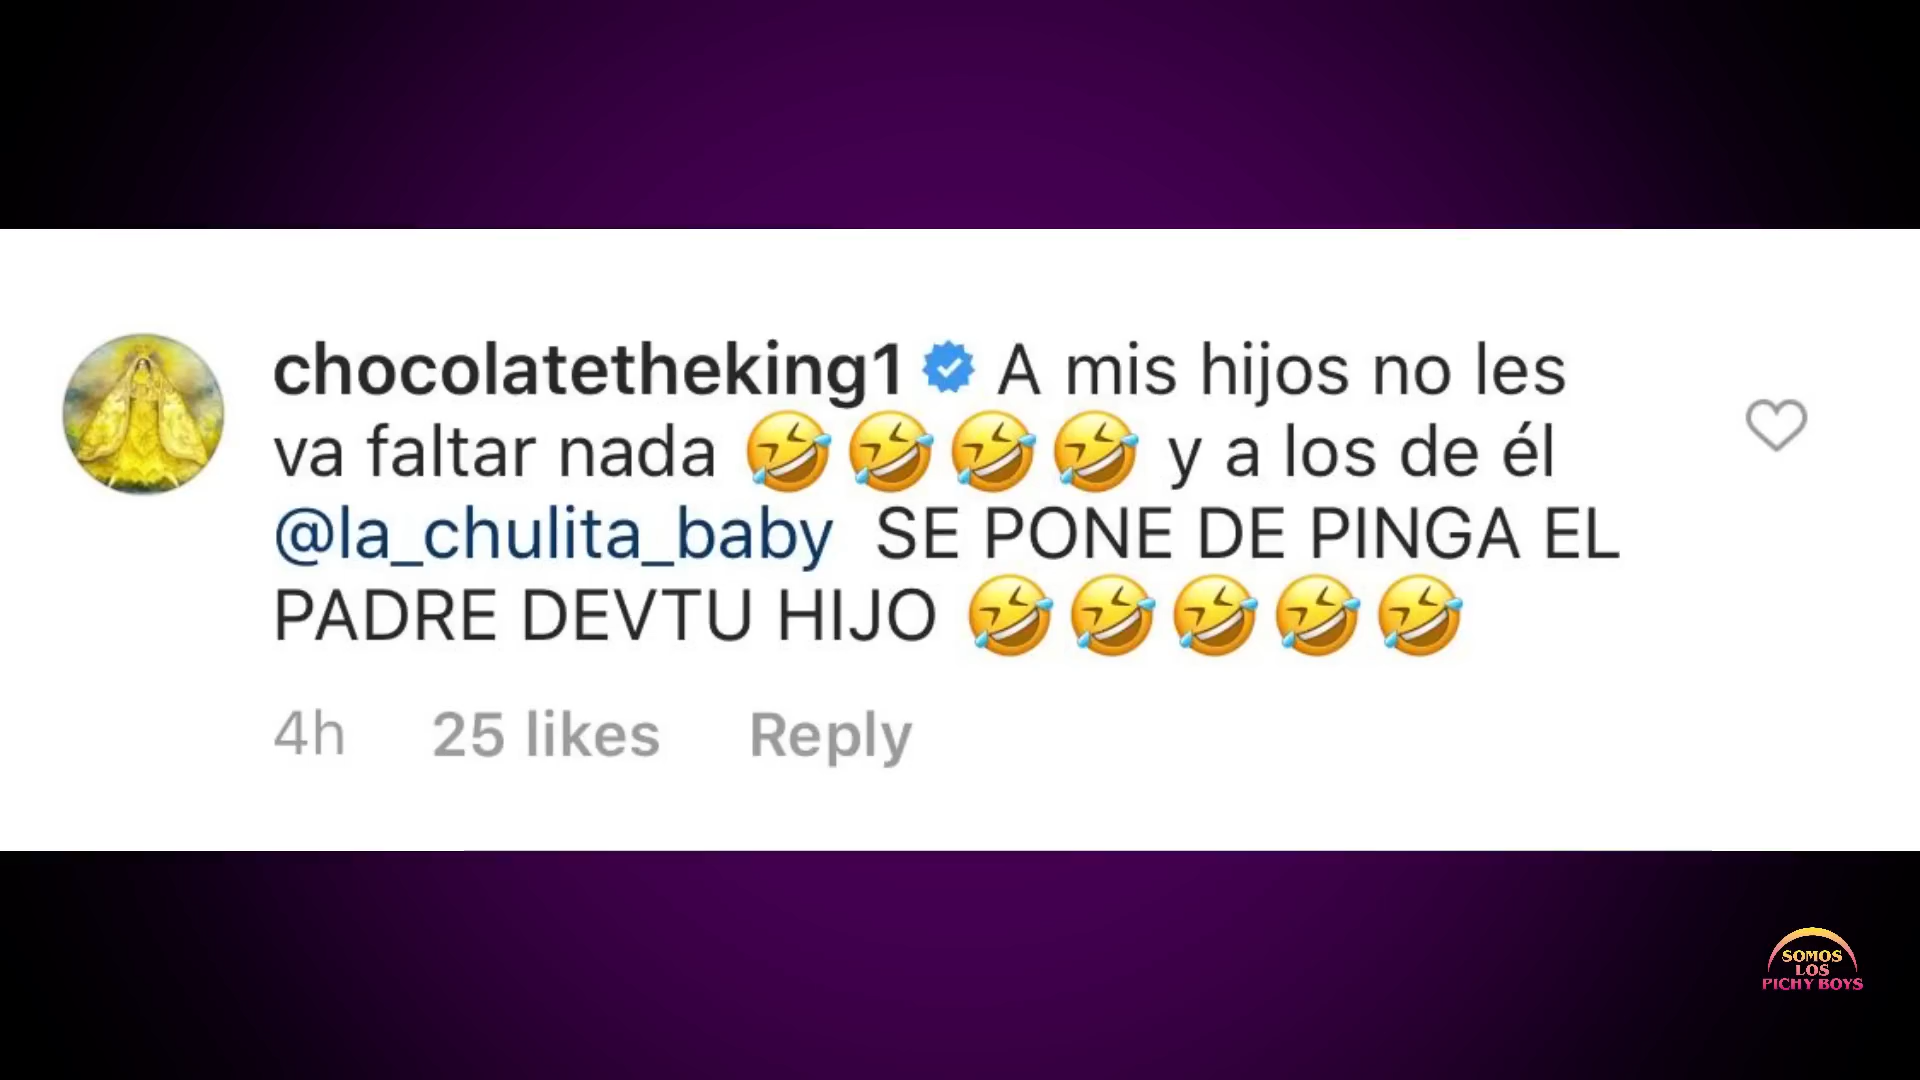 chocolatetheking1 A mis hijos no les
va faltar nada 🤣🤣🤣🤣 y a los de él
@la_chulita_baby SE PONE DE PINGA EL
PADRE DEVTU HIJO 🤣🤣🤣🤣🤣
4h 25 likes Reply
SOMOS
LOS
PICHY BOYS